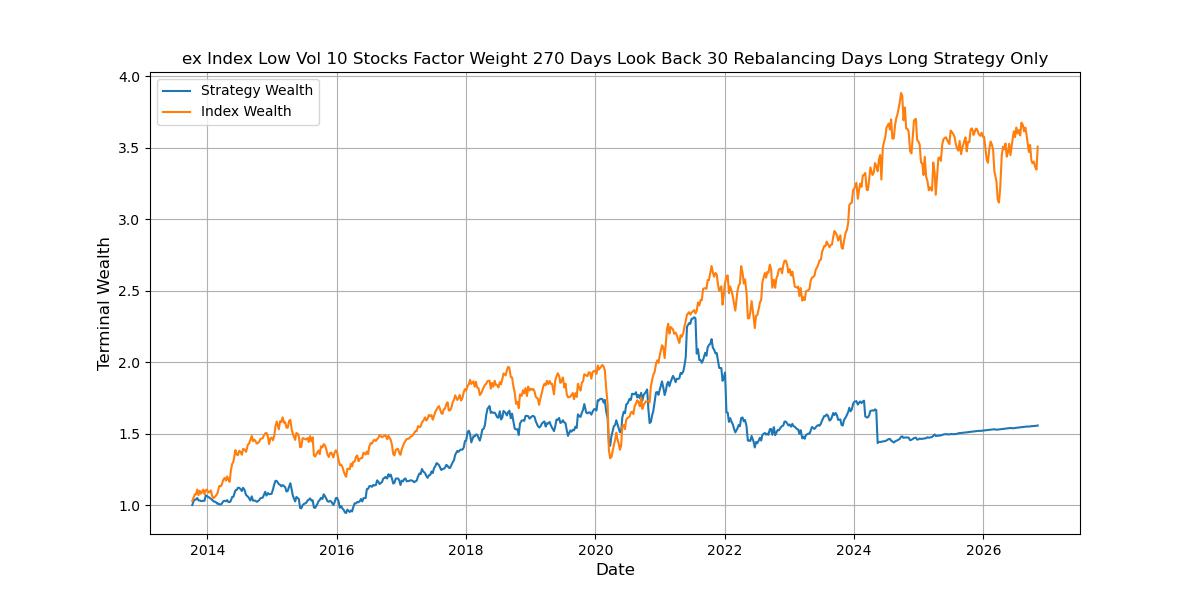 ex Index Low Vol 10 Stocks Factor Weight 270 Days Look Back 30 Rebalancing Days Long Strategy Only
Strategy Wealth
Index Wealth
Terminal Wealth
4.0
3.5
3.0
2.5
2.0
1.5
1.0
2014 2016 2018 2020 2022 2024 2026
Date